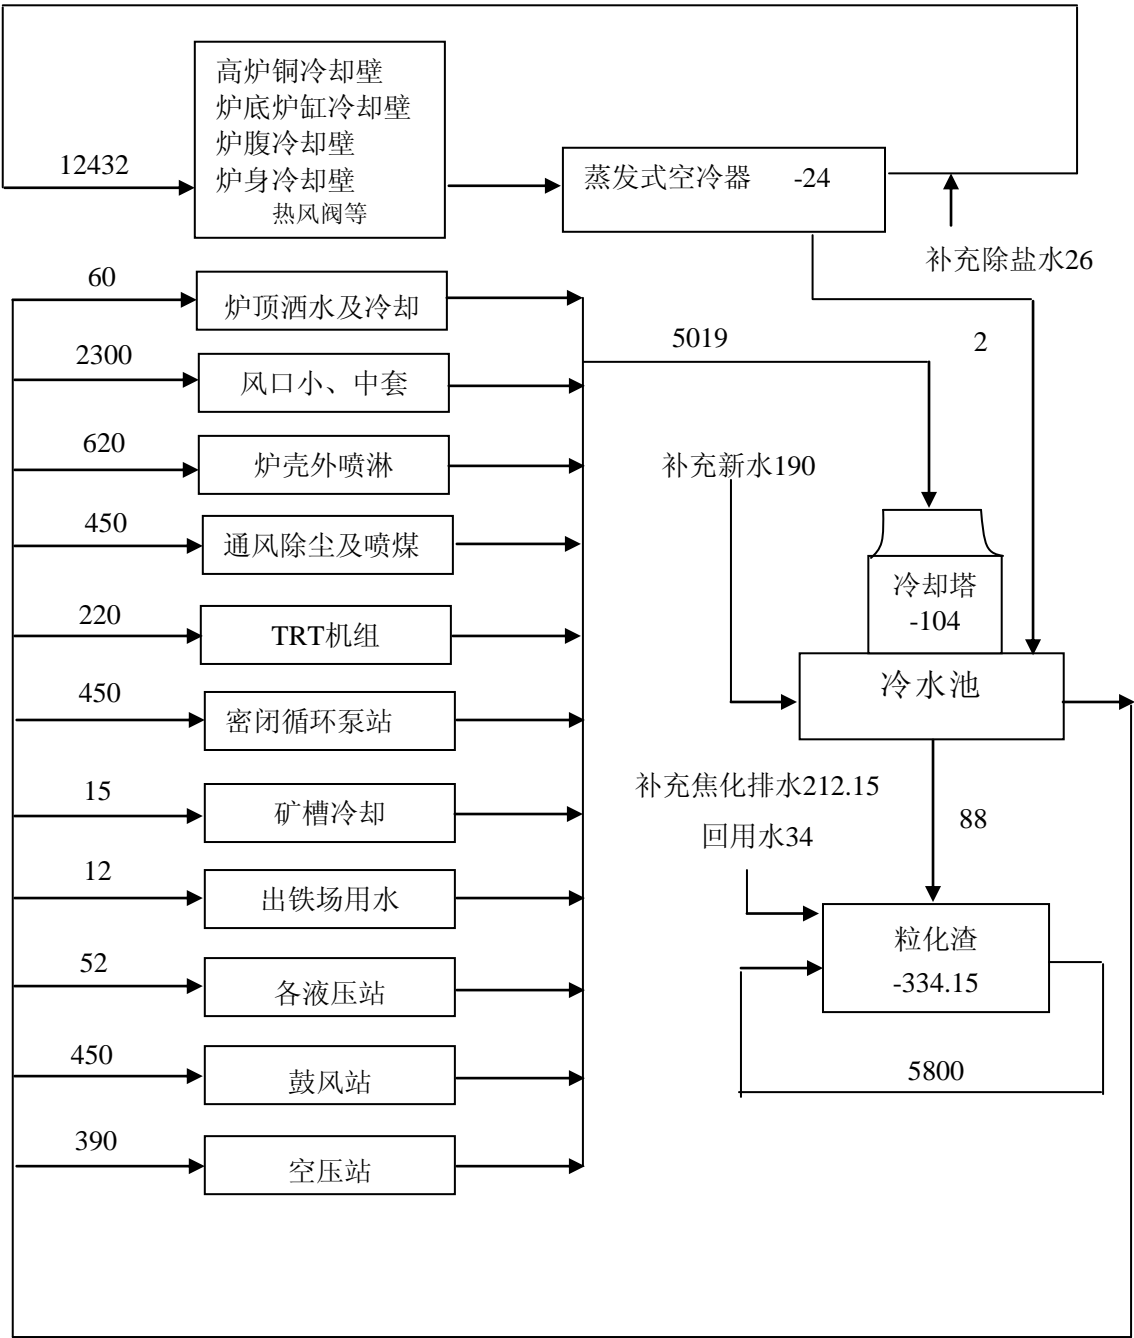 高炉铜冷却壁
炉底炉缸冷却壁
炉腹冷却壁
炉身冷却壁
热风阀等
12432
蒸发式空冷器 -24
补充除盐水26
60
炉顶洒水及冷却
2300
风口小、中套
5019
2
620
炉壳外喷淋
补充新水190
450
通风除尘及喷煤
冷却塔
-104
220
TRT机组
冷水池
450
密闭循环泵站
15
矿槽冷却
补充焦化排水212.15
回用水34
88
12
出铁场用水
粒化渣
-334.15
52
各液压站
450
鼓风站
5800
390
空压站